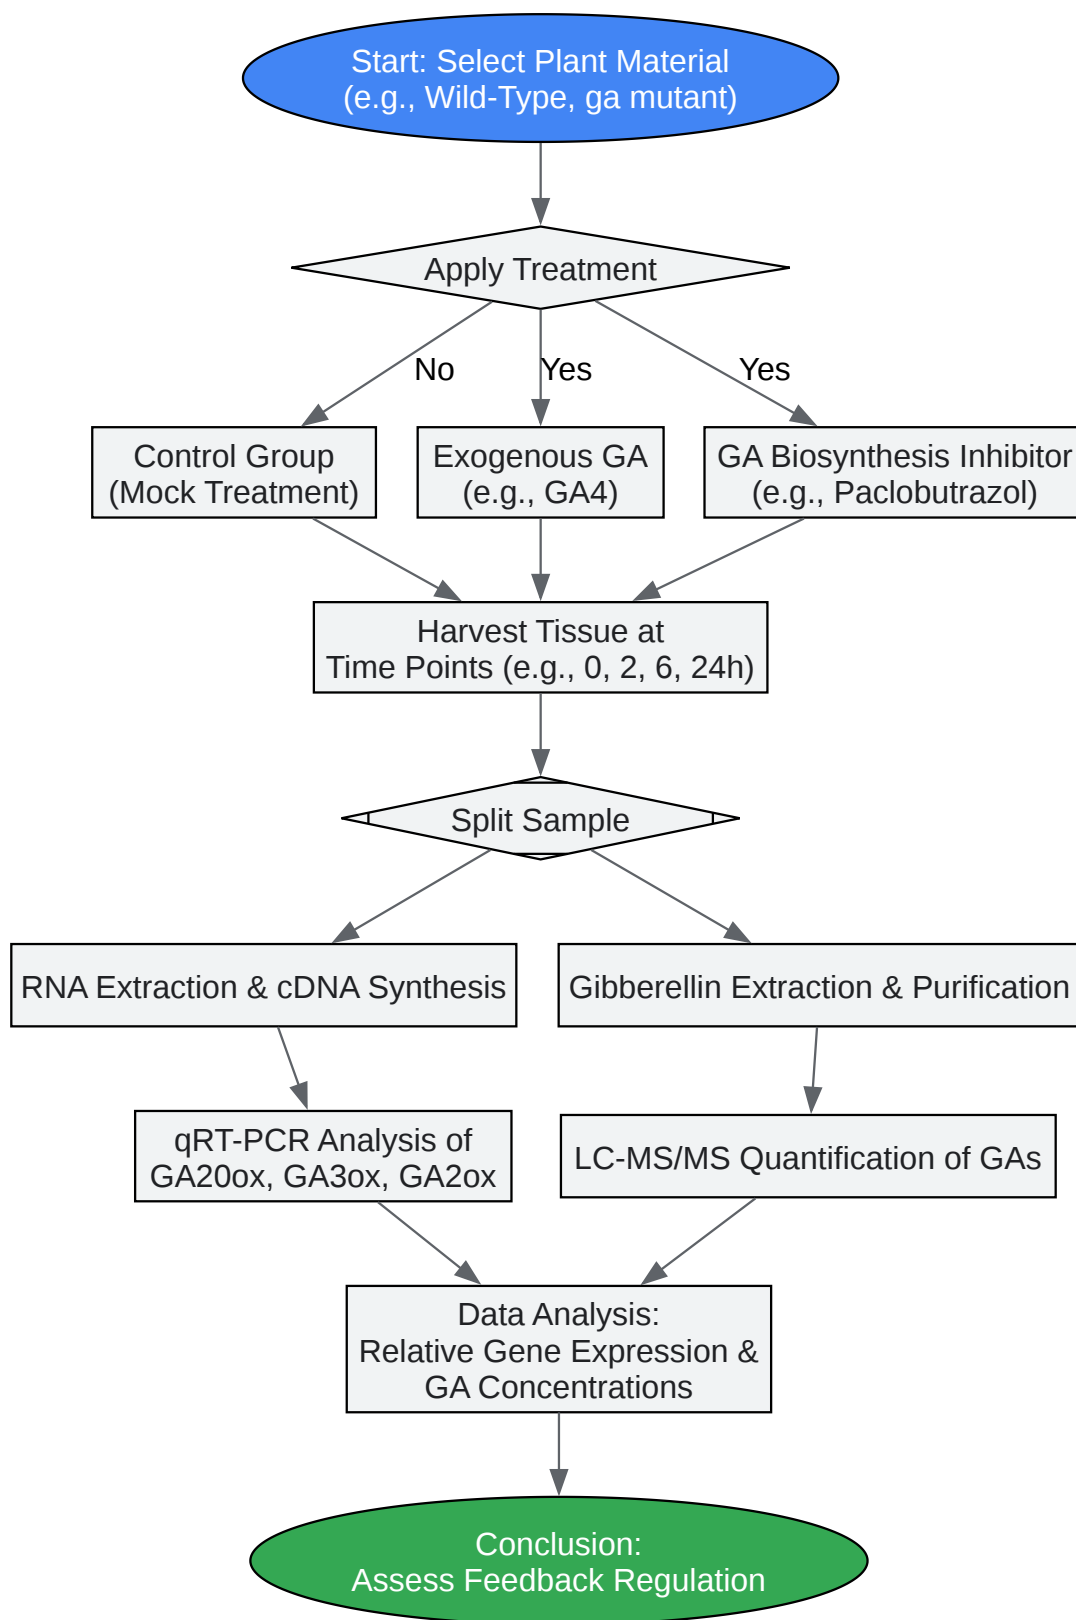 Start: Select Plant Material
(e.g., Wild-Type, ga mutant)
Apply Treatment
No
Yes
Yes
Control Group
(Mock Treatment)
Exogenous GA
(e.g., GA4)
GA Biosynthesis Inhibitor
(e.g., Paclobutrazol)
Harvest Tissue at
Time Points (e.g., 0, 2, 6, 24h)
Split Sample
RNA Extraction & cDNA Synthesis
Gibberellin Extraction & Purification
qRT-PCR Analysis of
GA20ox, GA3ox, GA2ox
LC-MS/MS Quantification of GAs
Data Analysis:
Relative Gene Expression &
GA Concentrations
Conclusion:
Assess Feedback Regulation